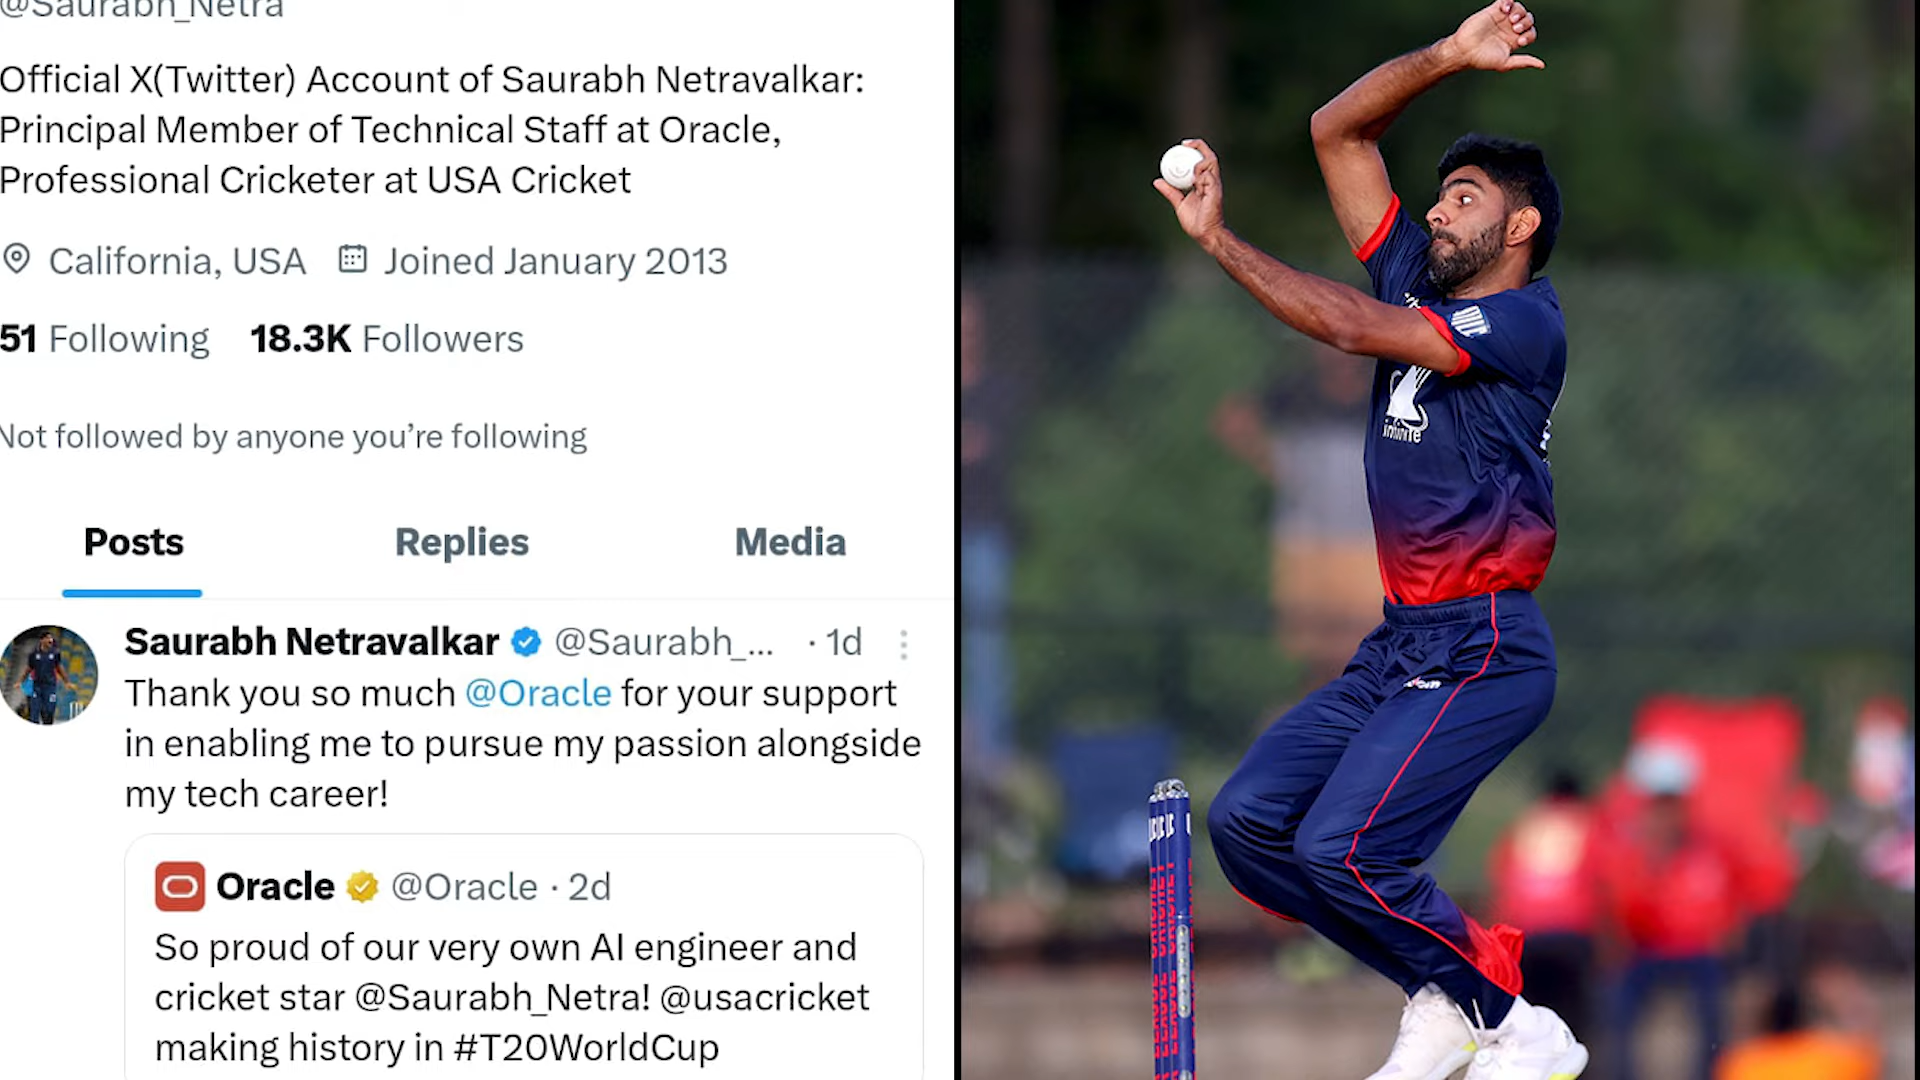 @Saurabh_Netra
Official X(Twitter) Account of Saurabh Netravalkar:
Principal Member of Technical Staff at Oracle,
Professional Cricketer at USA Cricket
California, USA Joined January 2013
51 Following 18.3K Followers
Not followed by anyone you’re following
Posts Replies Media
Saurabh Netravalkar @Saurabh_... · 1d
Thank you so much @Oracle for your support
in enabling me to pursue my passion alongside
my tech career!
Oracle @Oracle · 2d
So proud of our very own AI engineer and
cricket star @Saurabh_Netra! @usacricket
making history in #T20WorldCup
infinite
LEAGUE CRICKET